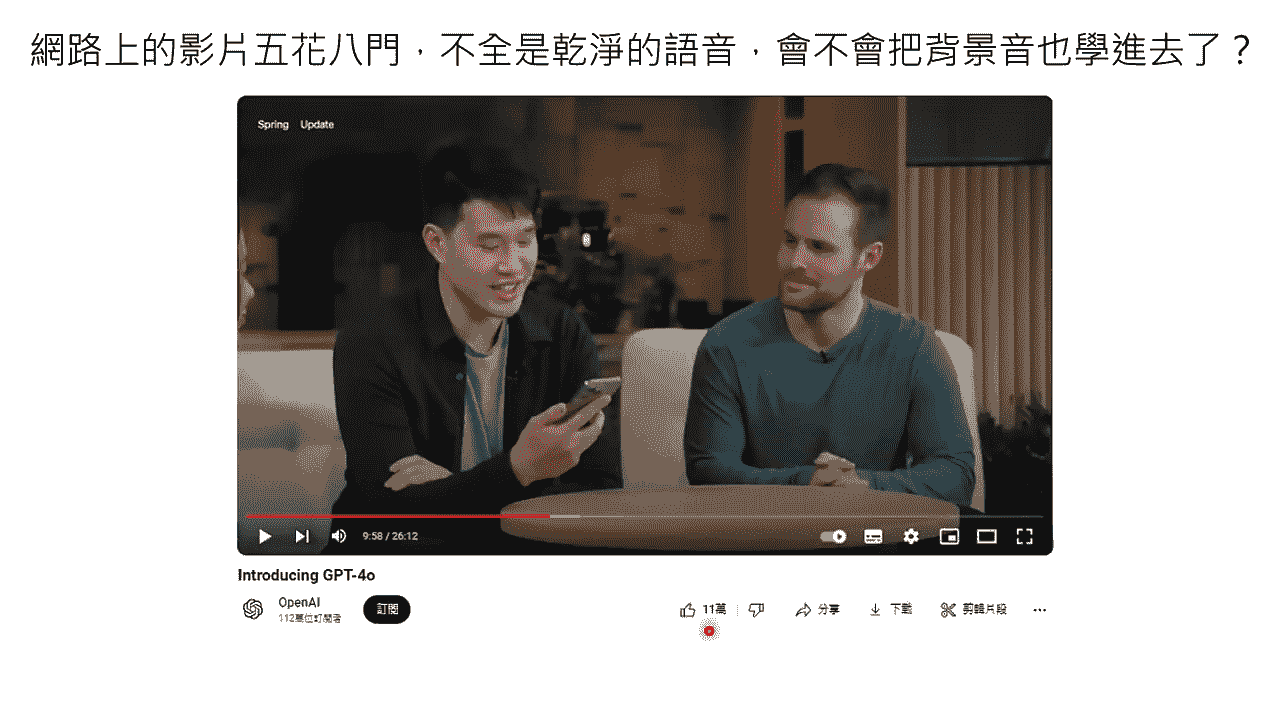 網路上的影片五花八門，不全是乾淨的語音，會不會把背景音也學進去了？
Spring Update
9:58 / 26:12
Introducing GPT-4o
OpenAI
112萬位訂閱者
訂閱
11萬
分享
下載
剪輯片段